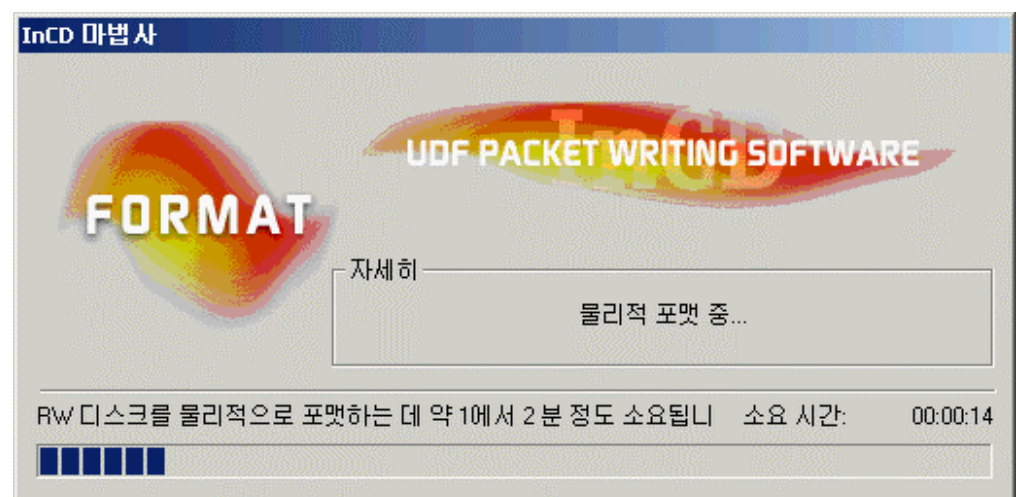 InCD 마법사
InCD
UDF PACKET WRITING SOFTWARE
FORMAT
자세히
물리적 포맷 중...
RW 디스크를 물리적으로 포맷하는 데 약 1에서 2 분 정도 소요됩니 소요 시간: 00:00:14